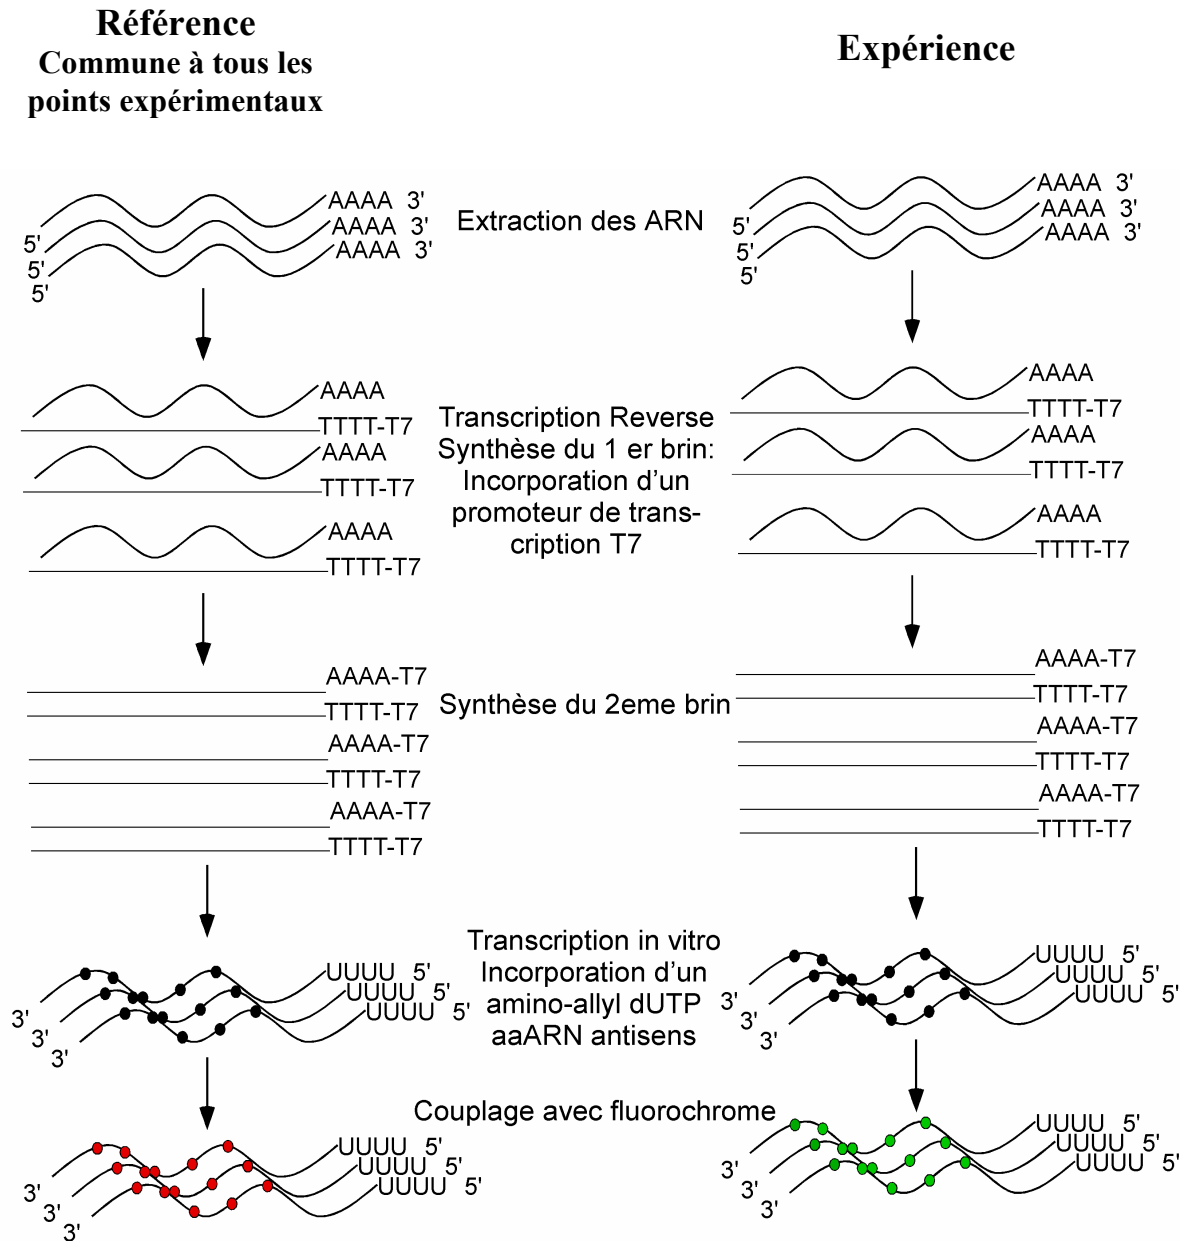 Référence
Commune à tous les
points expérimentaux
Expérience
AAAA 3'
AAAA 3'
AAAA 3'
5'
5'
5'
Extraction des ARN
AAAA 3'
AAAA 3'
AAAA 3'
5'
5'
5'
AAAA
TTTT-T7
AAAA
TTTT-T7
AAAA
TTTT-T7
Transcription Reverse
Synthèse du 1 er brin:
Incorporation d'un
promoteur de trans-
cription T7
AAAA
TTTT-T7
AAAA
TTTT-T7
AAAA
TTTT-T7
AAAA-T7
TTTT-T7
AAAA-T7
TTTT-T7
AAAA-T7
TTTT-T7
Synthèse du 2eme brin
AAAA-T7
TTTT-T7
AAAA-T7
TTTT-T7
AAAA-T7
TTTT-T7
UUUU 5'
UUUU 5'
UUUU 5'
3'
3'
3'
Transcription in vitro
Incorporation d'un
amino-allyl dUTP
aaARN antisens
UUUU 5'
UUUU 5'
UUUU 5'
3'
3'
3'
Couplage avec fluorochrome
UUUU 5'
UUUU 5'
UUUU 5'
3'
3'
3'
UUUU 5'
UUUU 5'
UUUU 5'
3'
3'
3'